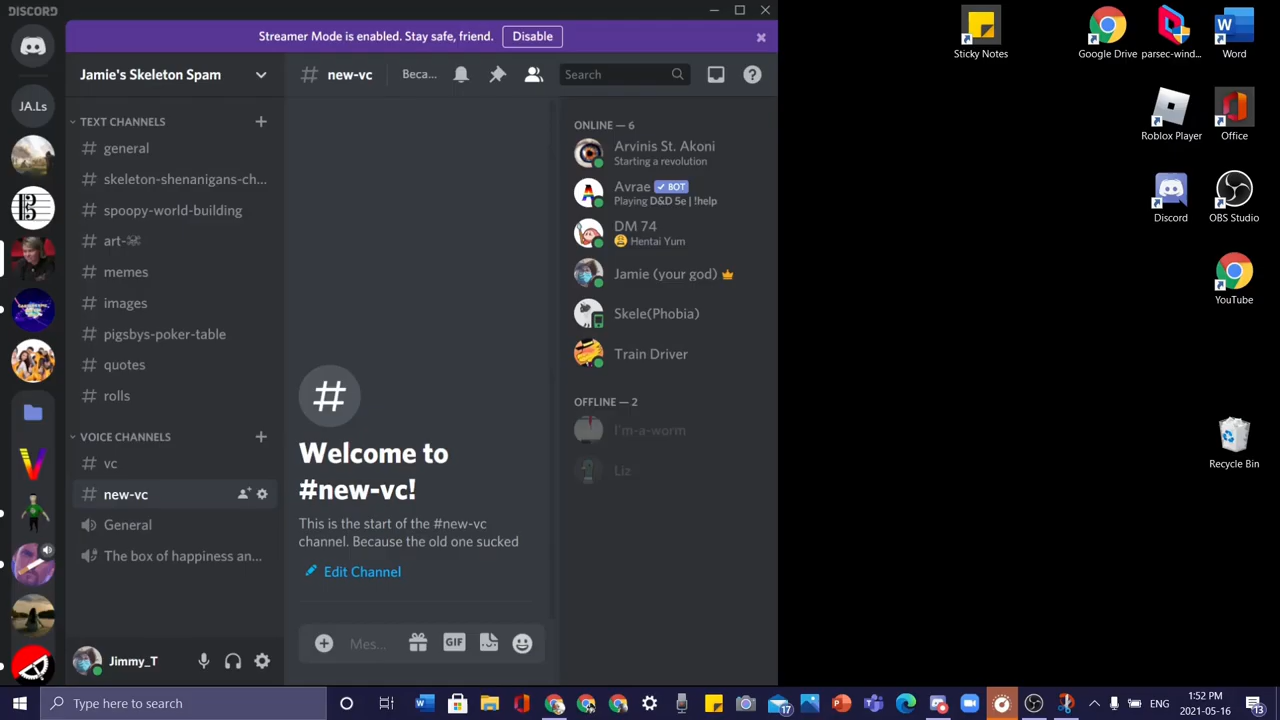 DISCORD
Streamer Mode is enabled. Stay safe, friend.
Disable
Jamie's Skeleton Spam
new-vc
Beca...
Search
JA.Ls
TEXT CHANNELS
general
skeleton-shenanigans-ch...
spoopy-world-building
art-☠
memes
images
pigsbys-poker-table
quotes
rolls
VOICE CHANNELS
vc
new-vc
General
The box of happiness an...
Jimmy_T
Welcome to
#new-vc!
This is the start of the #new-vc
channel. Because the old one sucked
Edit Channel
Mes...
GIF
ONLINE — 6
Arvinis St. Akoni
Starting a revolution
Avrae ✓ BOT
Playing D&D 5e | !help
DM 74
Hentai Yum
Jamie (your god)
Skele(Phobia)
Train Driver
OFFLINE — 2
I'm-a-worm
Liz
Sticky Notes
Google Drive
parsec-wind...
Word
Roblox Player
Office
Discord
OBS Studio
YouTube
Recycle Bin
Type here to search
17
ENG
1:52 PM
2021-05-16
13